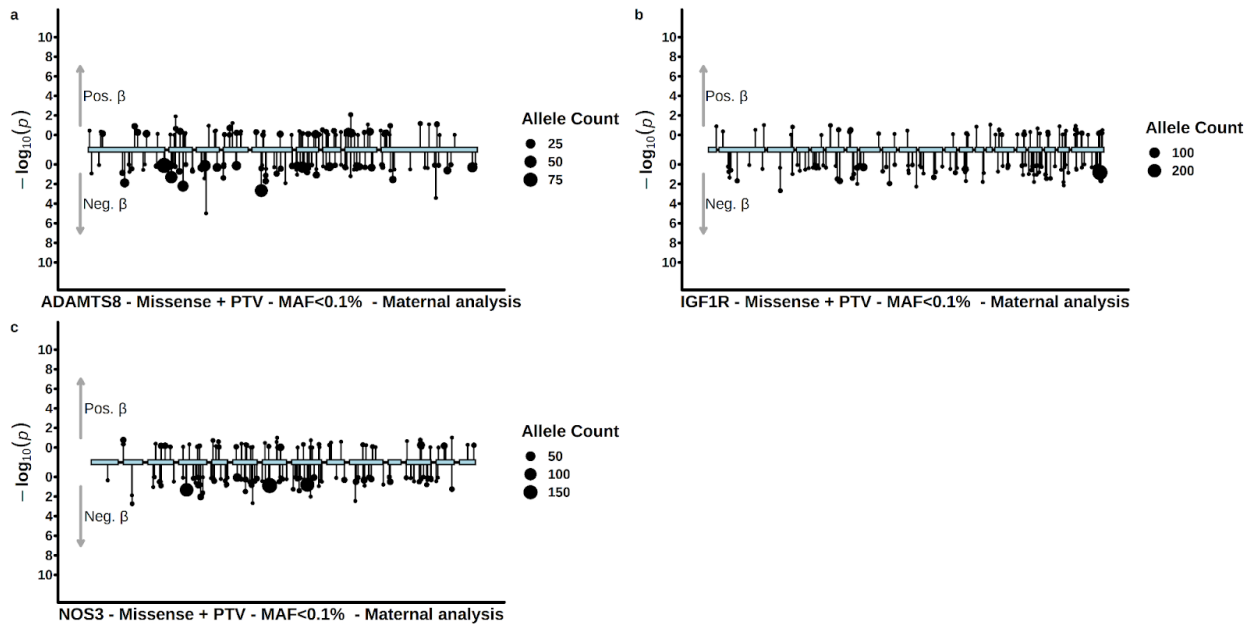 a
10
8
6
4
2
0
0
2
4
6
8
10
− log10(p)
Pos. β
Neg. β
Allele Count
25
50
75
ADAMTS8 - Missense + PTV - MAF<0.1% - Maternal analysis
b
10
8
6
4
2
0
0
2
4
6
8
10
− log10(p)
Pos. β
Neg. β
Allele Count
100
200
IGF1R - Missense + PTV - MAF<0.1% - Maternal analysis
c
10
8
6
4
2
0
0
2
4
6
8
10
− log10(p)
Pos. β
Neg. β
Allele Count
50
100
150
NOS3 - Missense + PTV - MAF<0.1% - Maternal analysis